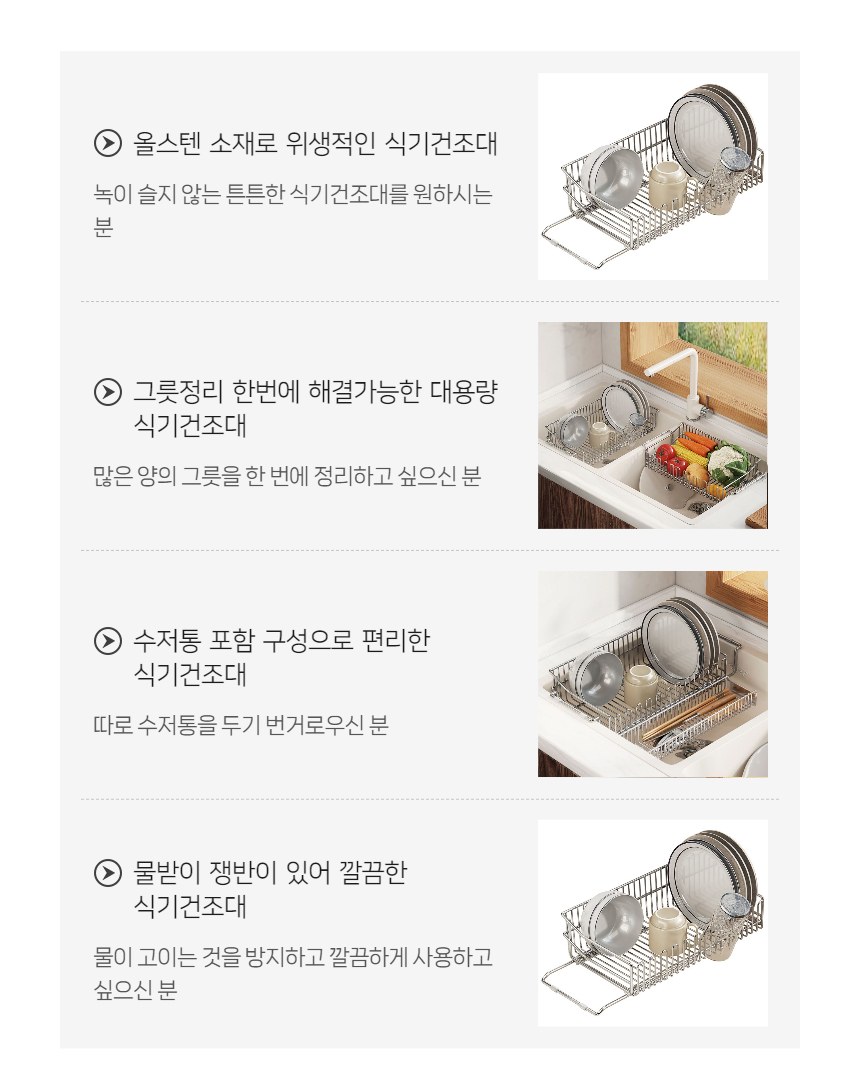 올스텐 소재로 위생적인 식기건조대
녹이 슬지 않는 튼튼한 식기건조대를 원하시는
분
그릇정리 한번에 해결가능한 대용량
식기건조대
많은 양의 그릇을 한 번에 정리하고 싶으신 분
수저통 포함 구성으로 편리한
식기건조대
따로 수저통을 두기 번거로우신 분
물받이 쟁반이 있어 깔끔한
식기건조대
물이 고이는 것을 방지하고 깔끔하게 사용하고
싶으신 분